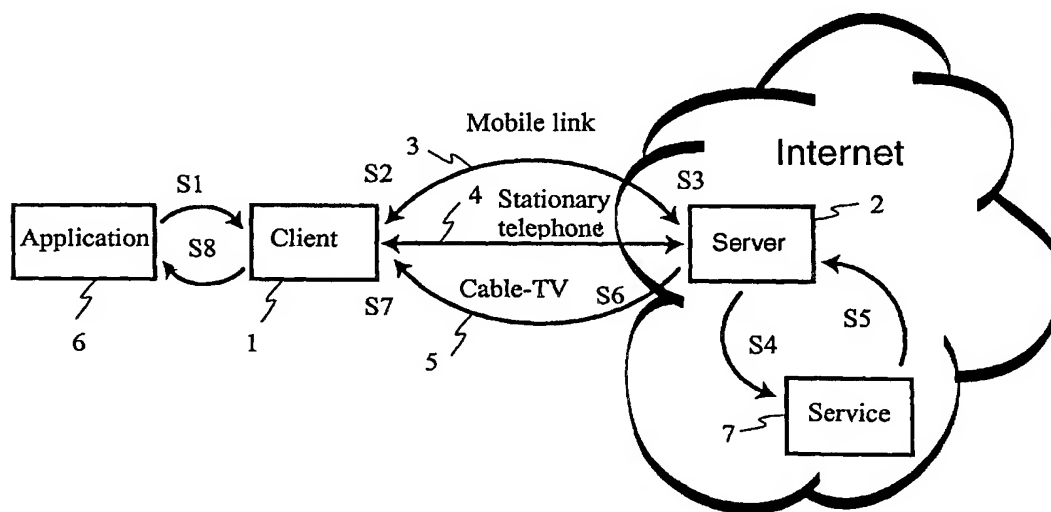 Mobile link
Internet
3
S2
S3
4
S1
Stationary
telephone
2
Application
S8
Client
Server
Cable-TV
S7
S6
6
1
5
S4
S5
7
Service